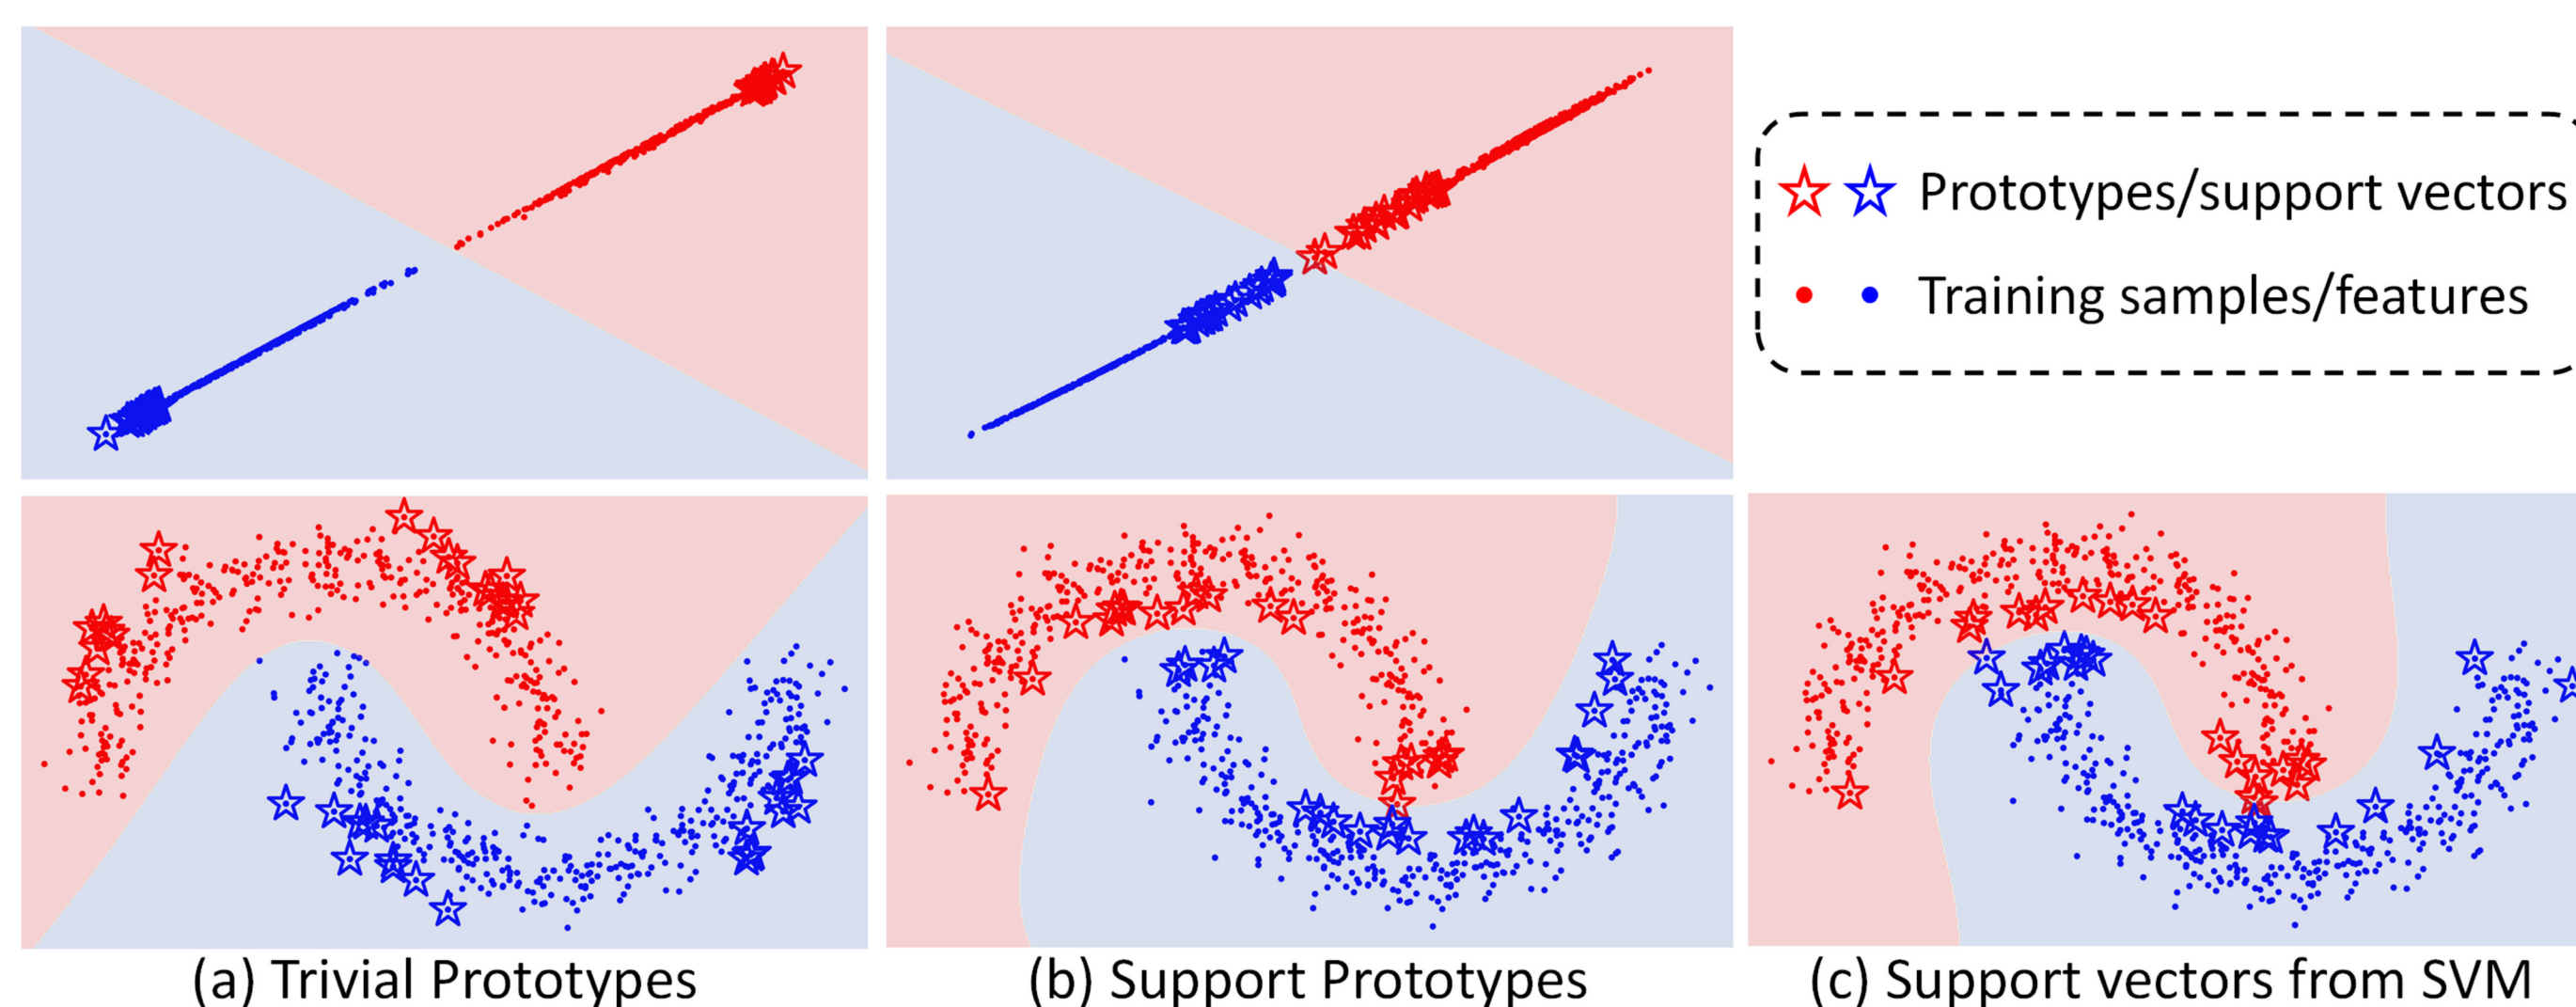 Prototypes/support vectors
Training samples/features
(a) Trivial Prototypes
(b) Support Prototypes
(c) Support vectors from SVM